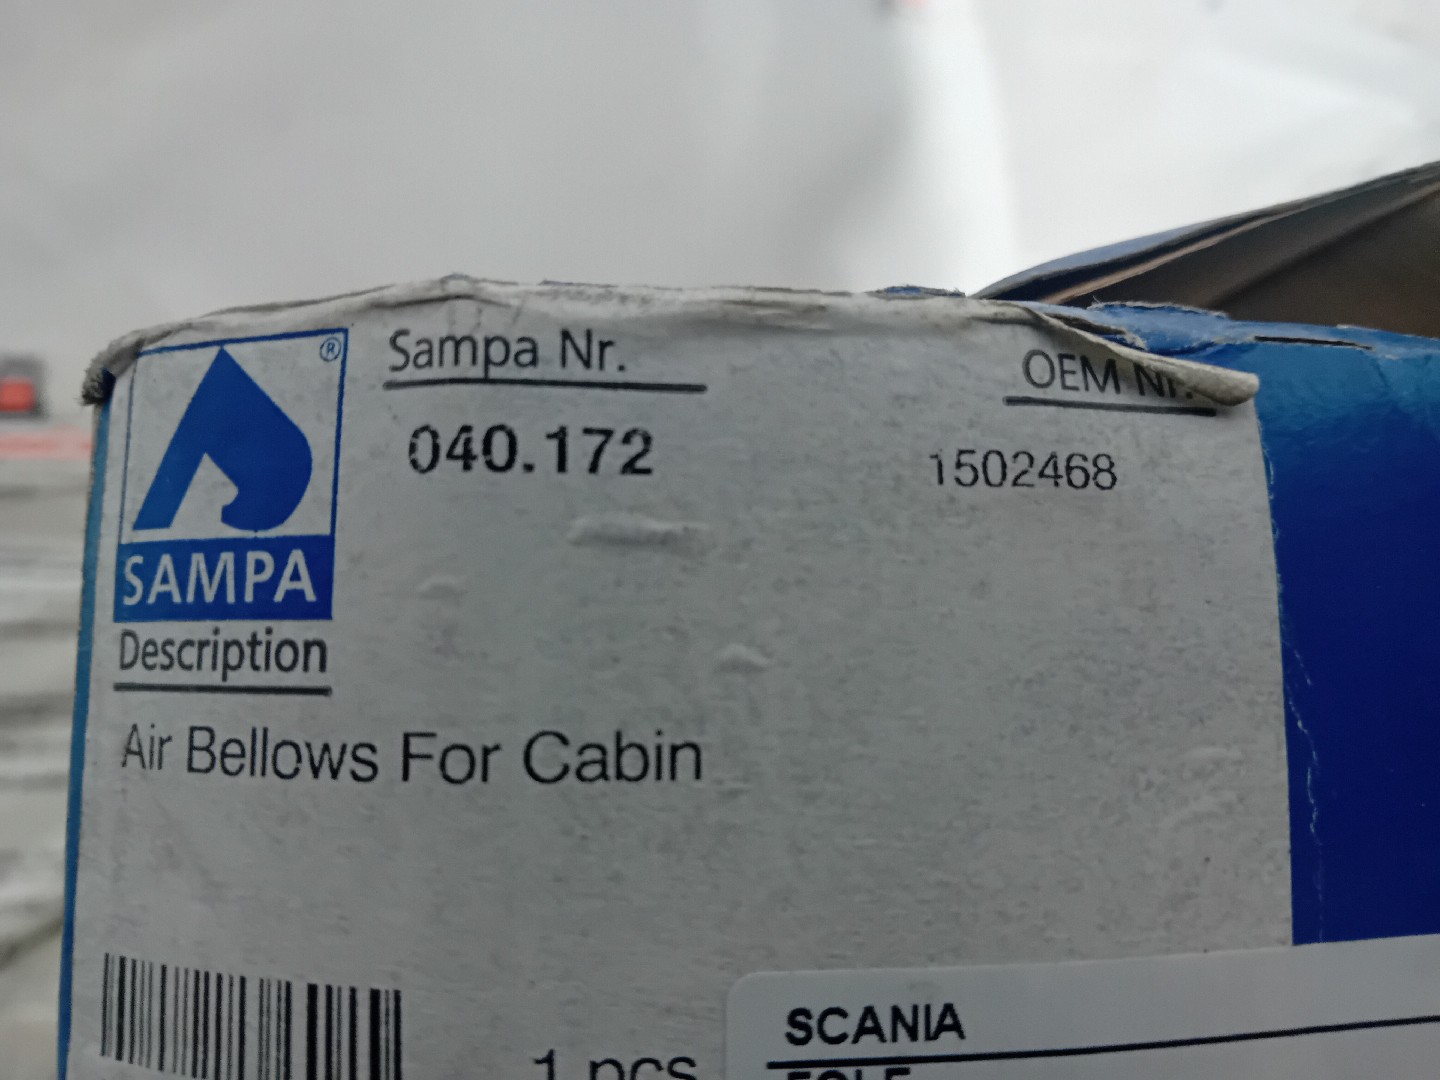 ®
Sampa Nr.
OEM Nr.
040.172
1502468
SAMPA
Description
Air Bellows For Cabin
1 pcs
SCANIA